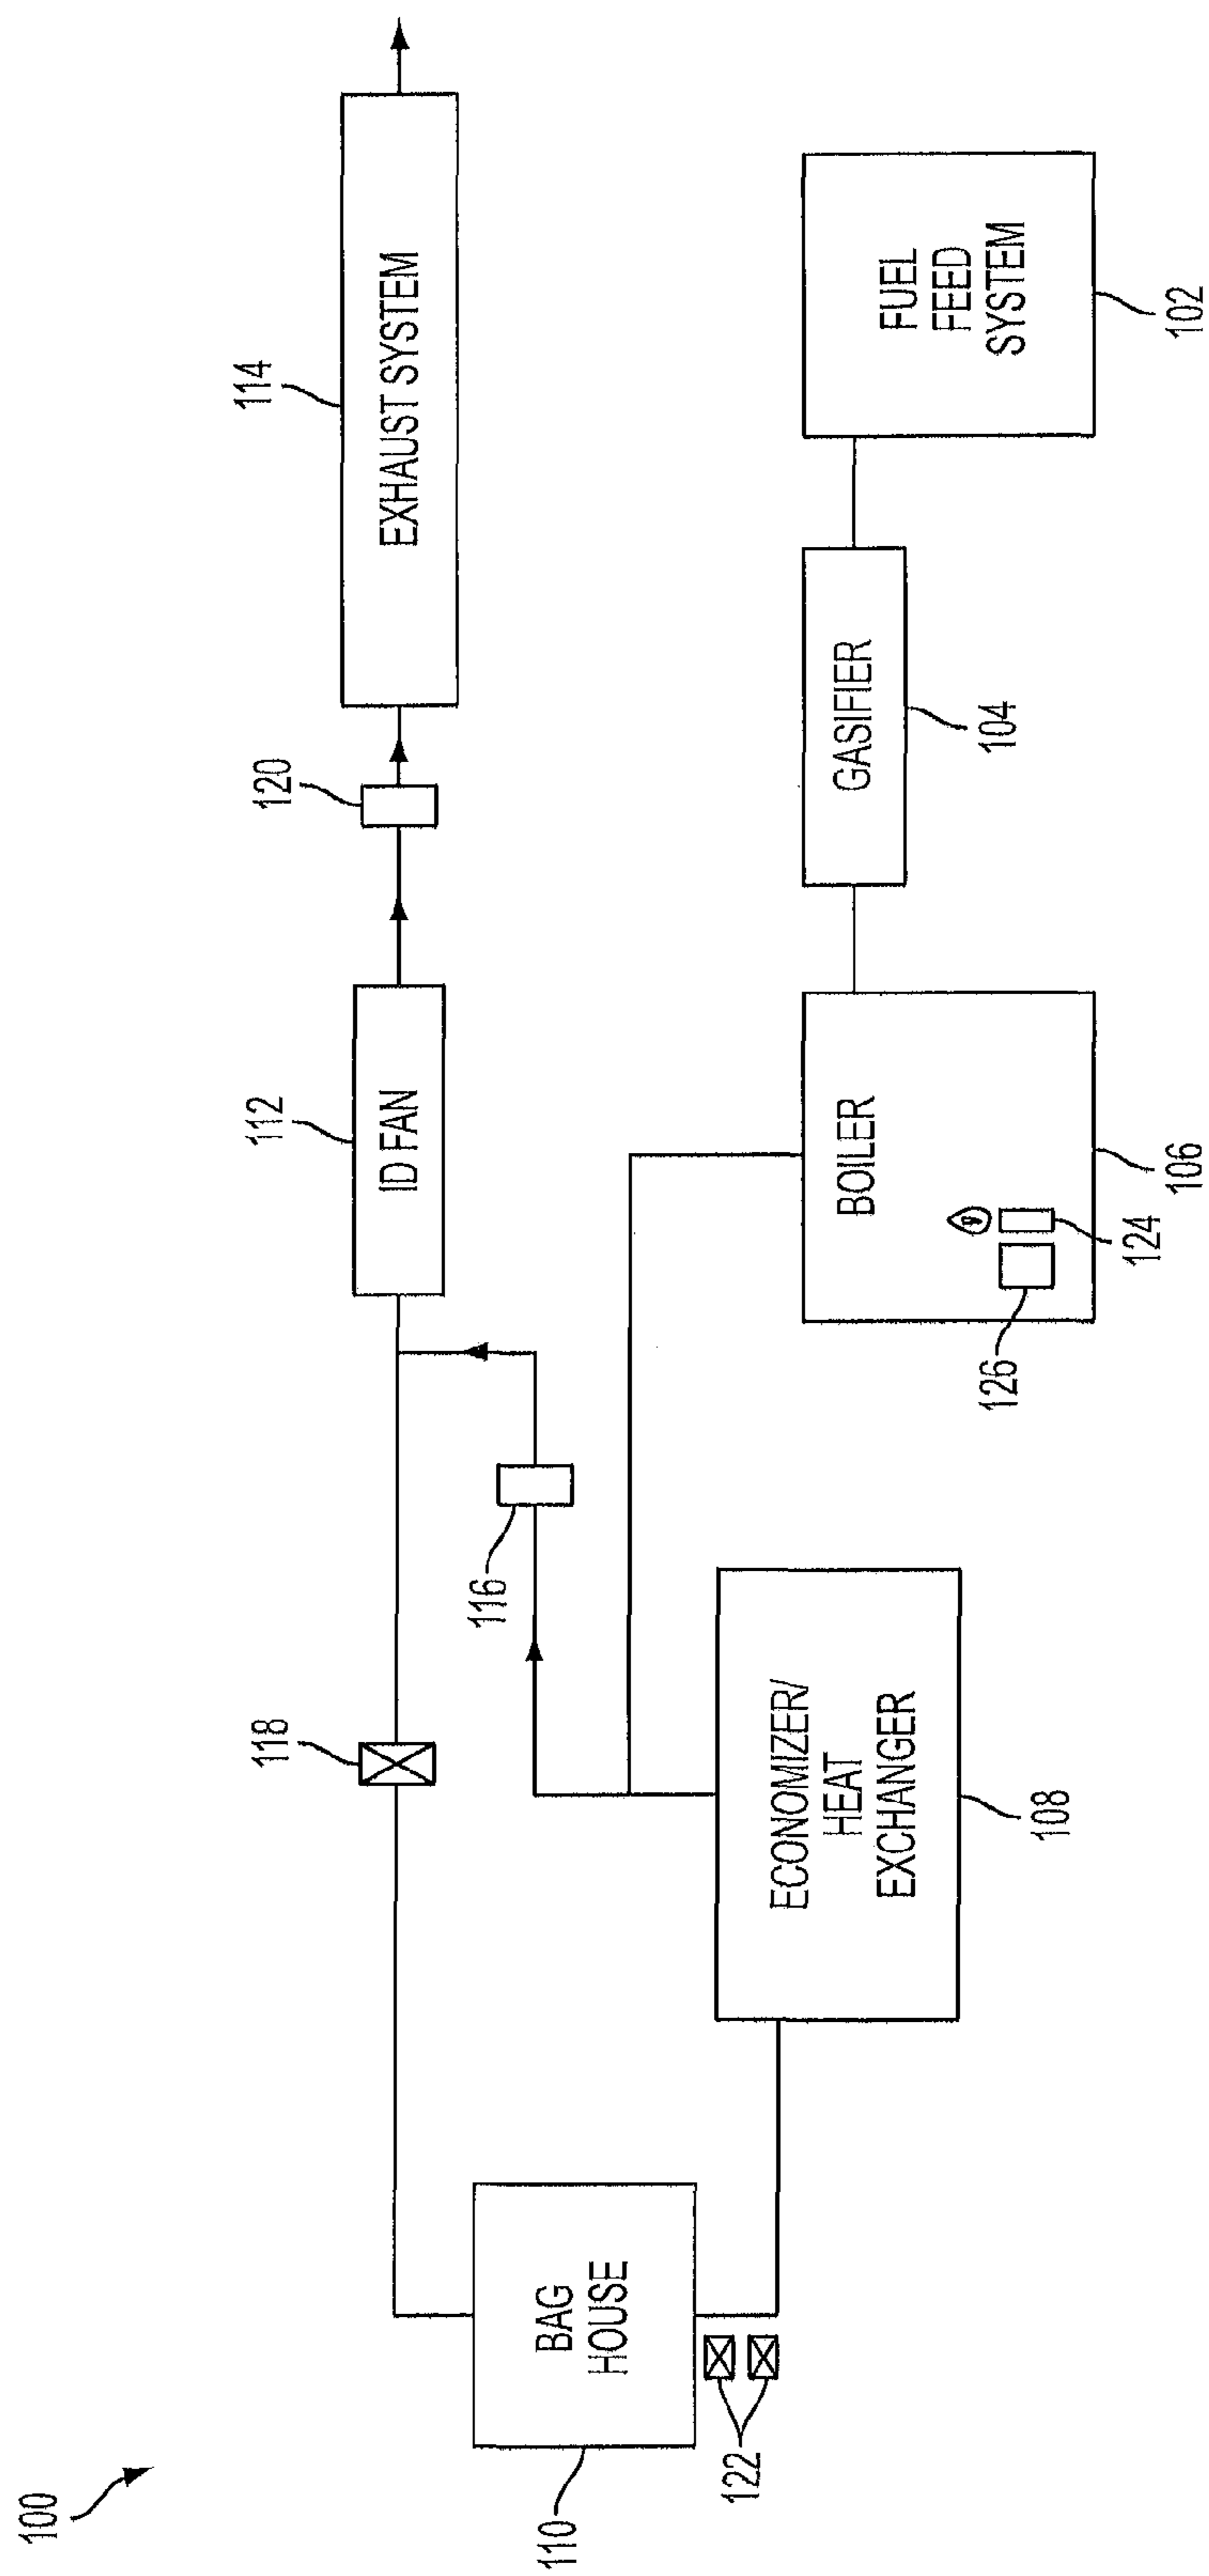 100
114
EXHAUST SYSTEM
120
112
ID FAN
118
116
110
BAG
HOUSE
122
ECONOMIZER/
HEAT
EXCHANGER
108
BOILER
106
124
126
GASIFIER
104
FUEL
FEED
SYSTEM
102